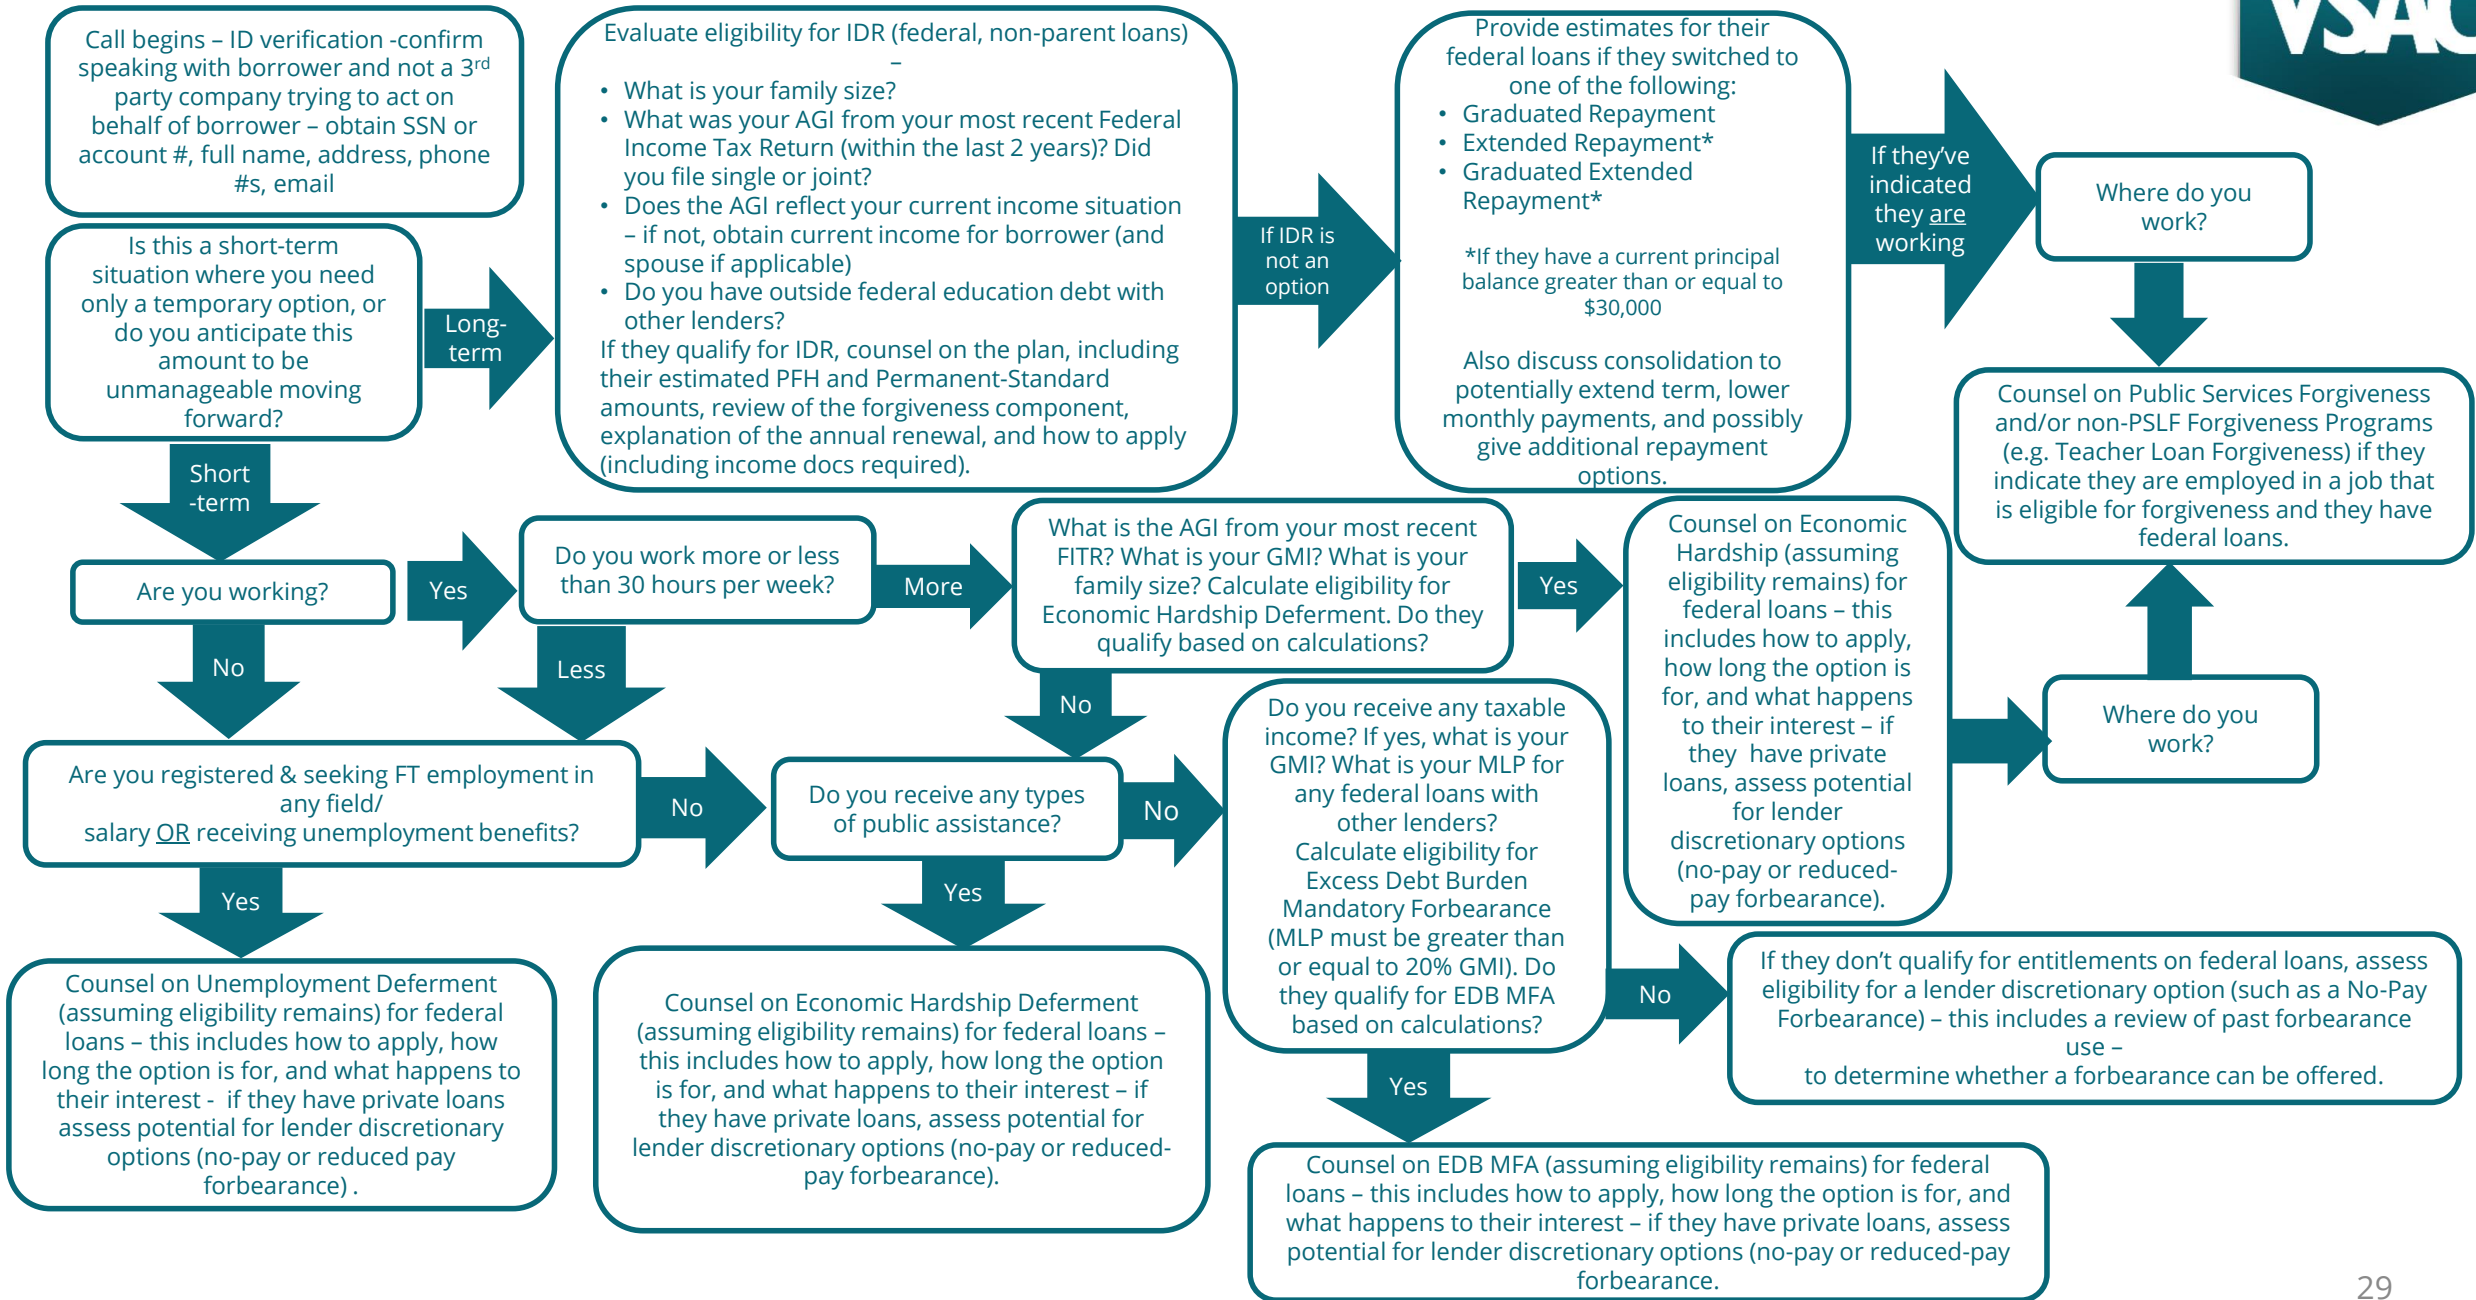 Call begins – ID verification -confirm
speaking with borrower and not a 3rd
party company trying to act on
behalf of borrower – obtain SSN or
account #, full name, address, phone
#s, email
Is this a short-term
situation where you need
only a temporary option, or
do you anticipate this
amount to be
unmanageable moving
forward?
Long-
term
Evaluate eligibility for IDR (federal, non-parent loans)
–
• What is your family size?
• What was your AGI from your most recent Federal
Income Tax Return (within the last 2 years)? Did
you file single or joint?
• Does the AGI reflect your current income situation
– if not, obtain current income for borrower (and
spouse if applicable)
• Do you have outside federal education debt with
other lenders?
If they qualify for IDR, counsel on the plan, including
their estimated PFH and Permanent-Standard
amounts, review of the forgiveness component,
explanation of the annual renewal, and how to apply
(including income docs required).
If IDR is
not an
option
Provide estimates for their
federal loans if they switched to
one of the following:
• Graduated Repayment
• Extended Repayment*
• Graduated Extended
Repayment*
*If they have a current principal
balance greater than or equal to
$30,000
Also discuss consolidation to
potentially extend term, lower
monthly payments, and possibly
give additional repayment
options.
If they’ve
indicated
they are
working
VSAC
Where do you
work?
Counsel on Public Services Forgiveness
and/or non-PSLF Forgiveness Programs
(e.g. Teacher Loan Forgiveness) if they
indicate they are employed in a job that
is eligible for forgiveness and they have
federal loans.
Short
-term
Are you working?
Yes
Do you work more or less
than 30 hours per week?
More
What is the AGI from your most recent
FITR? What is your GMI? What is your
family size? Calculate eligibility for
Economic Hardship Deferment. Do they
qualify based on calculations?
Yes
Counsel on Economic
Hardship (assuming
eligibility remains) for
federal loans – this
includes how to apply,
how long the option is
for, and what happens
to their interest – if
they have private
loans, assess potential
for lender
discretionary options
(no-pay or reduced-
pay forbearance).
Where do you
work?
No
Less
No
Are you registered & seeking FT employment in
any field/
salary OR receiving unemployment benefits?
No
Do you receive any types
of public assistance?
No
Do you receive any taxable
income? If yes, what is your
GMI? What is your MLP for
any federal loans with
other lenders?
Calculate eligibility for
Excess Debt Burden
Mandatory Forbearance
(MLP must be greater than
or equal to 20% GMI). Do
they qualify for EDB MFA
based on calculations?
No
If they don’t qualify for entitlements on federal loans, assess
eligibility for a lender discretionary option (such as a No-Pay
Forbearance) – this includes a review of past forbearance
use –
to determine whether a forbearance can be offered.
Yes
Counsel on Unemployment Deferment
(assuming eligibility remains) for federal
loans – this includes how to apply, how
long the option is for, and what happens to
their interest - if they have private loans
assess potential for lender discretionary
options (no-pay or reduced pay
forbearance) .
Yes
Counsel on Economic Hardship Deferment
(assuming eligibility remains) for federal loans –
this includes how to apply, how long the option
is for, and what happens to their interest – if
they have private loans, assess potential for
lender discretionary options (no-pay or reduced-
pay forbearance).
Yes
Counsel on EDB MFA (assuming eligibility remains) for federal
loans – this includes how to apply, how long the option is for, and
what happens to their interest – if they have private loans, assess
potential for lender discretionary options (no-pay or reduced-pay
forbearance.
29